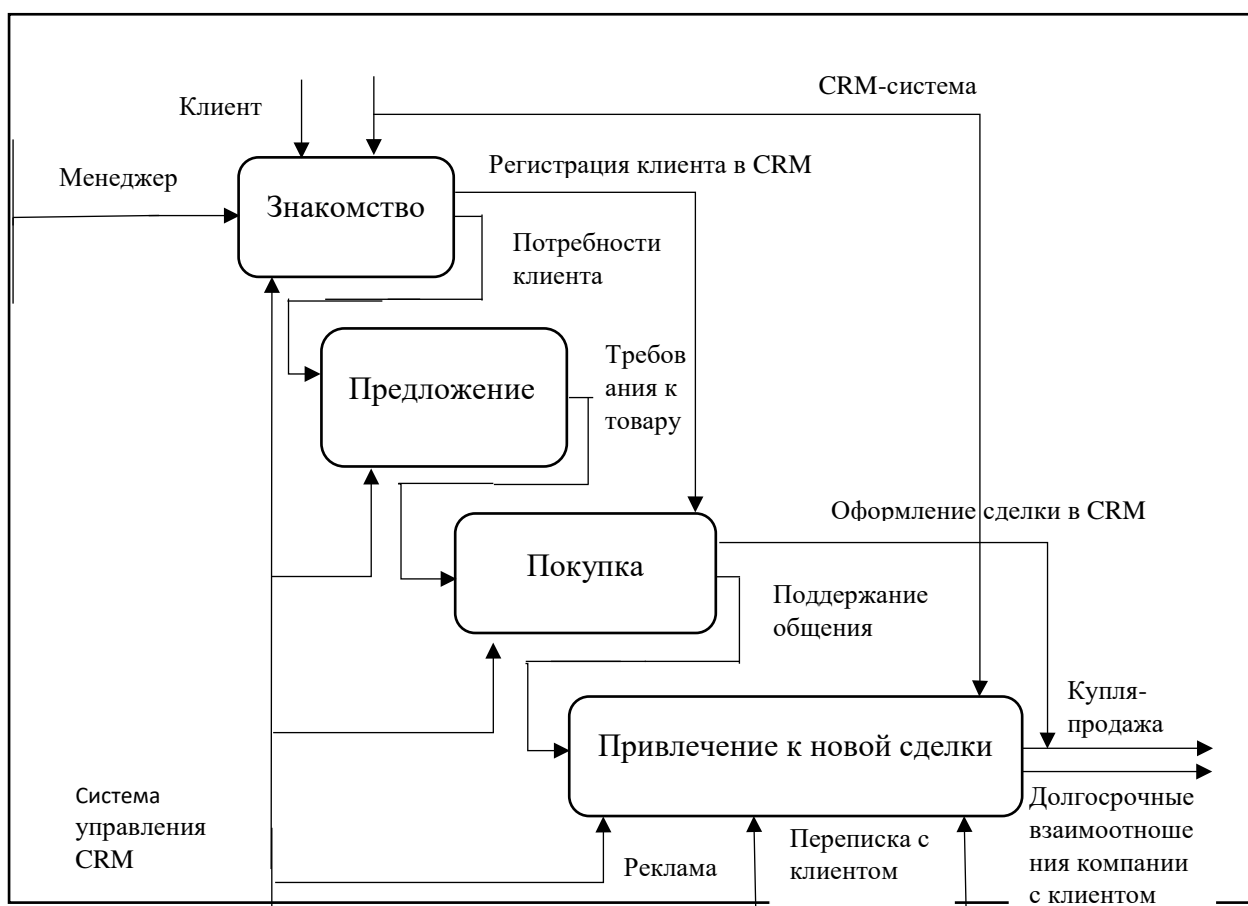 CRM-система
Клиент
Менеджер
Регистрация клиента в CRM
Знакомство
Потребности
клиента
Предложение
Требов
ания к
товару
Оформление сделки в CRM
Покупка
Поддержание
общения
Купля-
продажа
Привлечение к новой сделки
Система
управления
CRM
Реклама
Переписка с
клиентом
Долгосрочные
взаимоотноше
ния компании
с клиентом